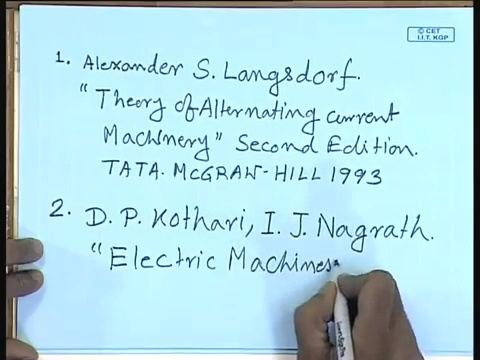 © CET
I.I.T. KGP
1. Alexander S. Langsdorf.
"Theory of Alternating current
Machinery" Second Edition.
TATA. McGRAW-HILL 1993
2. D. P. Kothari, I. J. Nagrath.
"Electric Machines